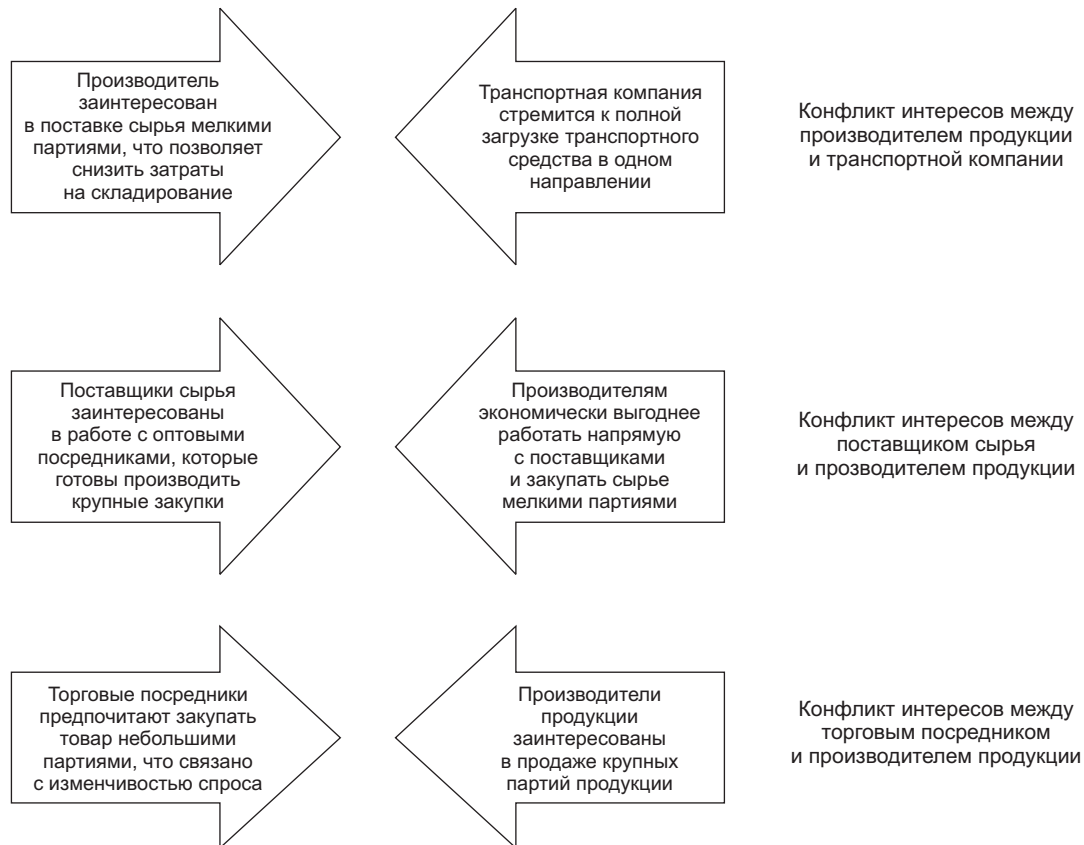 Производитель
заинтересован
в поставке сырья мелкими
партиями, что позволяет
снизить затраты
на складирование
Транспортная компания
стремится к полной
загрузке транспортного
средства в одном
направлении
Конфликт интересов между
производителем продукции
и транспортной компании
Поставщики сырья
заинтересованы
в работе с оптовыми
посредниками, которые
готовы производить
крупные закупки
Производителям
экономически выгоднее
работать напрямую
с поставщиками
и закупать сырье
мелкими партиями
Конфликт интересов между
поставщиком сырья
и прозводителем продукции
Торговые посредники
предпочитают закупать
товар небольшими
партиями, что связано
с изменчивостью спроса
Производители
продукции
заинтересованы
в продаже крупных
партий продукции
Конфликт интересов между
торговым посредником
и производителем продукции